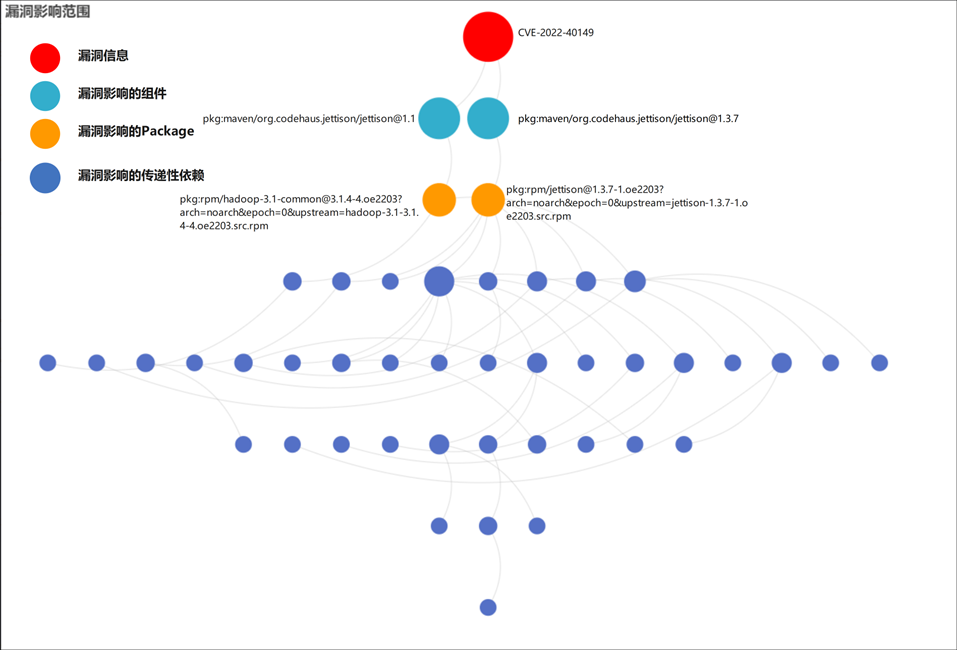 漏洞影响范围
CVE-2022-40149
漏洞信息
漏洞影响的组件
pkg:maven/org.codehaus.jettison/jettison@1.1
pkg:maven/org.codehaus.jettison/jettison@1.3.7
漏洞影响的Package
漏洞影响的传递性依赖
pkg:rpm/hadoop-3.1-common@3.1.4-4.oe2203?
arch=noarch&epoch=0&upstream=hadoop-3.1-3.1.
4-4.oe2203.src.rpm
pkg:rpm/jettison@1.3.7-1.oe2203?
arch=noarch&epoch=0&upstream=jettison-1.3.7-1.o
e2203.src.rpm